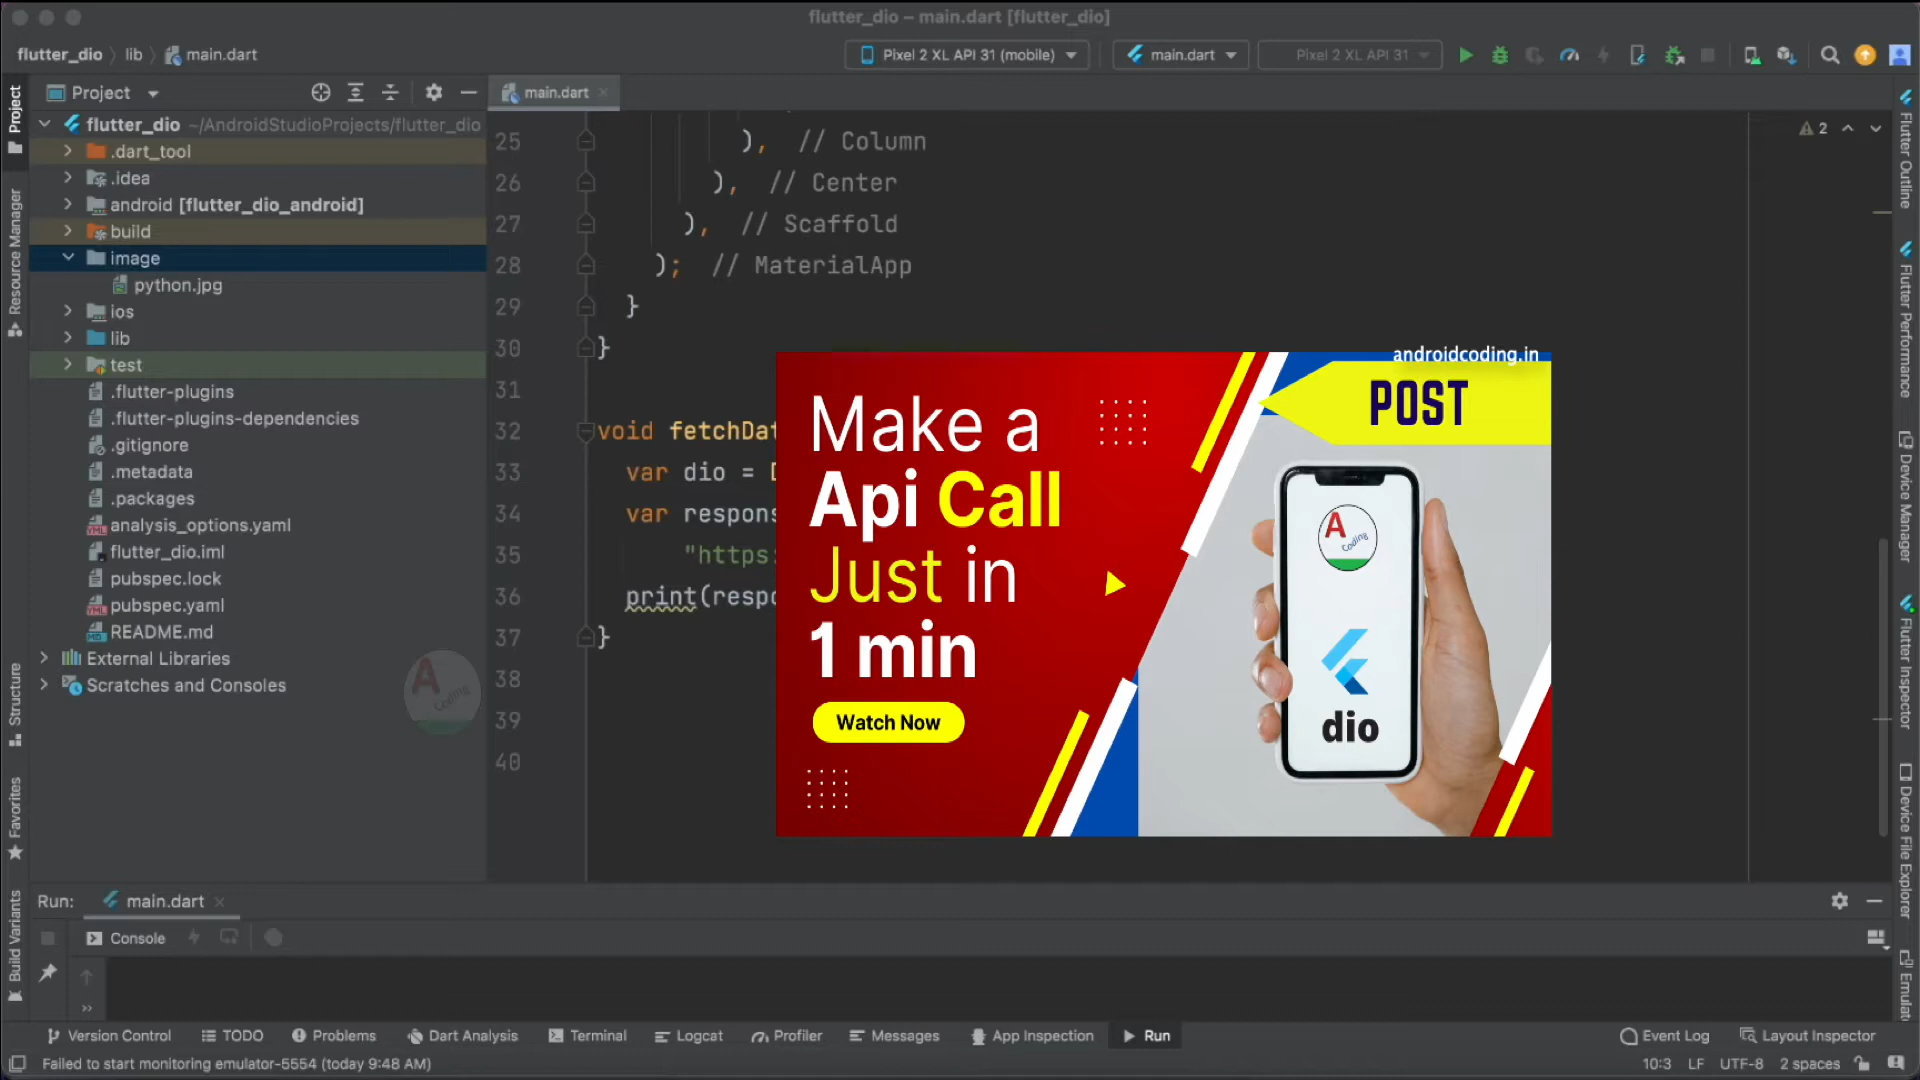 flutter_dio – main.dart [flutter_dio]
flutter_dio lib main.dart
Pixel 2 XL API 31 (mobile)
main.dart
Pixel 2 XL API 31
Project
main.dart
2
flutter_dio ~/AndroidStudioProjects/flutter_dio
.dart_tool
.idea
android [flutter_dio_android]
build
image
python.jpg
ios
lib
test
.flutter-plugins
.flutter-plugins-dependencies
.gitignore
.metadata
.packages
analysis_options.yaml
flutter_dio.iml
pubspec.lock
pubspec.yaml
README.md
External Libraries
Scratches and Consoles
A
Coding
25 ), // Column
26 ), // Center
27 ), // Scaffold
28 ); // MaterialApp
29 }
30 }
31
32 void fetchDat
33 var dio =
34 var respons
35 "https:
36 print(respo
37 }
38
39
40
androidcoding.in
POST
Make a
Api Call
Just in
1 min
Watch Now
A
Coding
dio
Project
Resource Manager
Structure
Favorites
Build Variants
Flutter Outline
Flutter Performance
Device Manager
Flutter Inspector
Device File Explorer
Emulat
Run: main.dart
Console
Version Control TODO Problems Dart Analysis Terminal Logcat Profiler Messages App Inspection Run Event Log Layout Inspector
Failed to start monitoring emulator-5554 (today 9:48 AM) 10:3 LF UTF-8 2 spaces